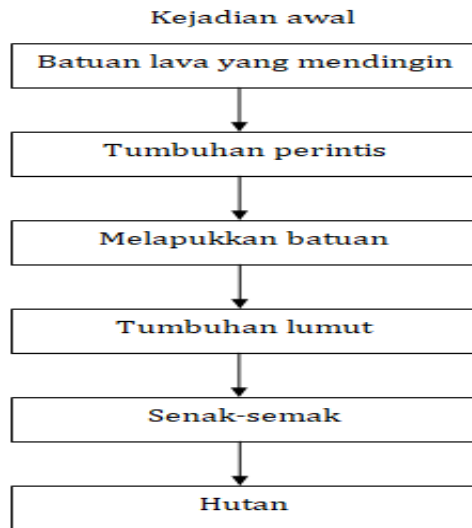 Kejadian awal
Batuan lava yang mendingin
Tumbuhan perintis
Melapukkan batuan
Tumbuhan lumut
Senak-semak
Hutan